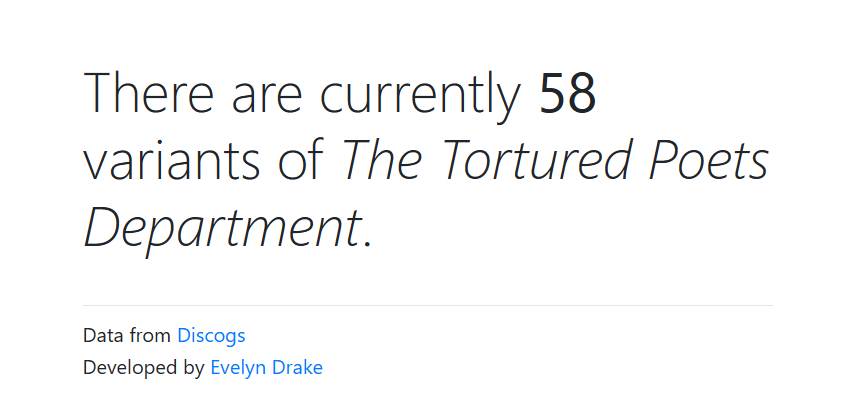 There are currently 58
variants of The Tortured Poets
Department.
Data from Discogs
Developed by Evelyn Drake